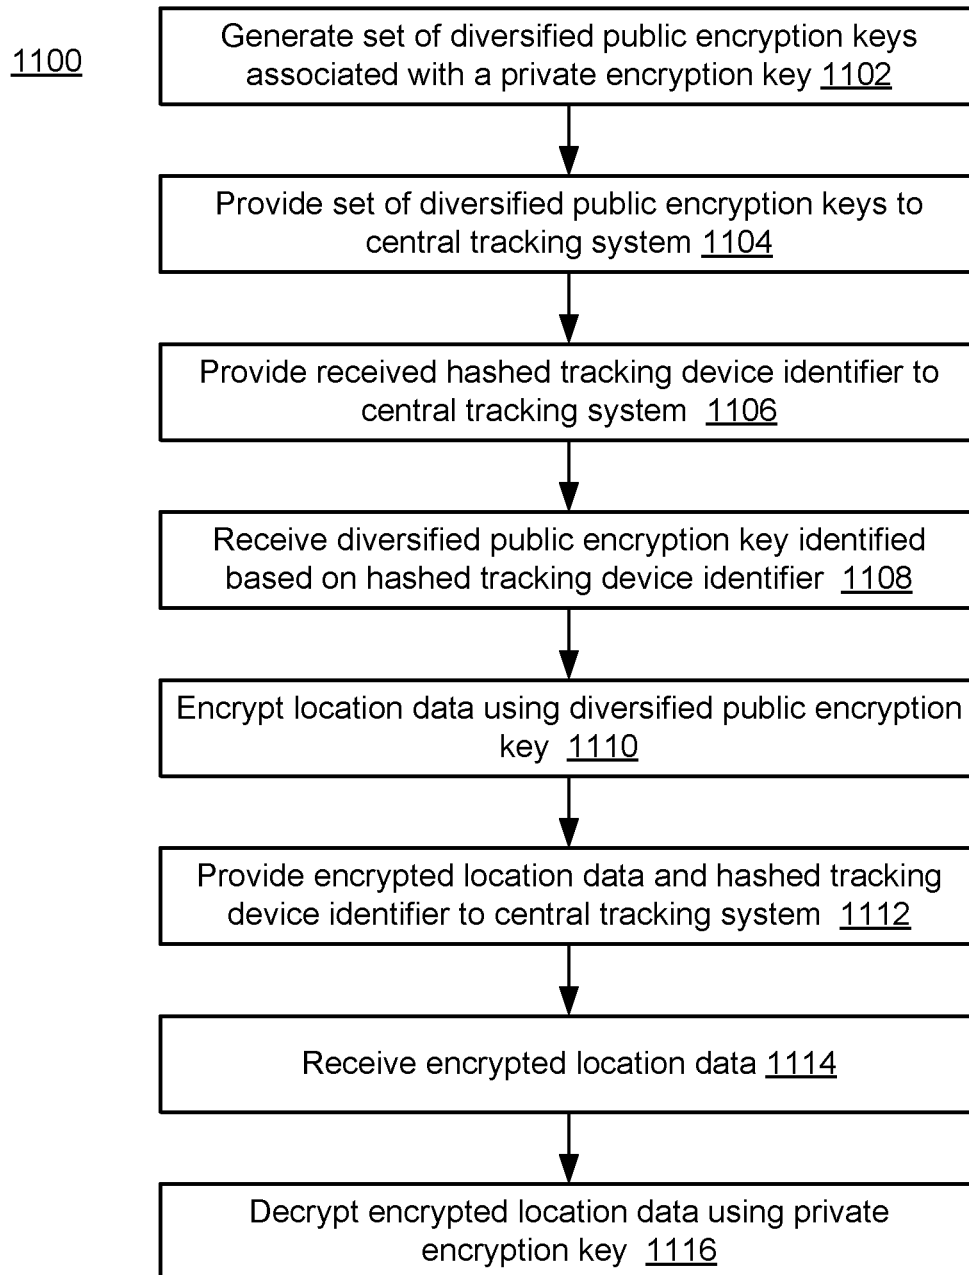 1100
Generate set of diversified public encryption keys
associated with a private encryption key 1102
Provide set of diversified public encryption keys to
central tracking system 1104
Provide received hashed tracking device identifier to
central tracking system 1106
Receive diversified public encryption key identified
based on hashed tracking device identifier 1108
Encrypt location data using diversified public encryption
key 1110
Provide encrypted location data and hashed tracking
device identifier to central tracking system 1112
Receive encrypted location data 1114
Decrypt encrypted location data using private
encryption key 1116